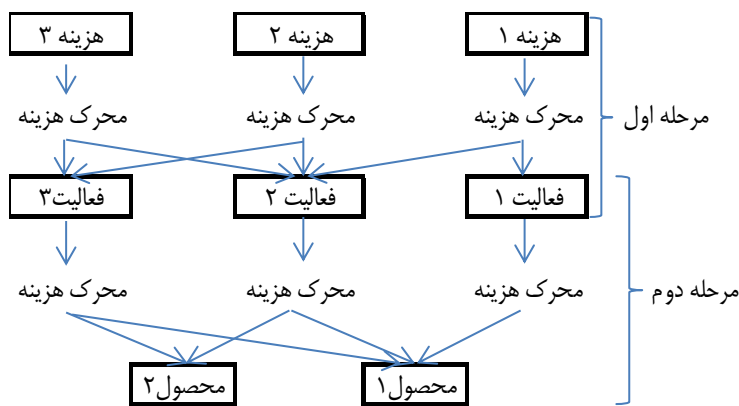 هزینه ۱ هزینه ۲ هزینه ۳
محرک هزینه محرک هزینه محرک هزینه
مرحله اول
فعالیت ۱ فعالیت ۲ فعالیت۳
محرک هزینه محرک هزینه محرک هزینه
مرحله دوم
محصول۱ محصول۲